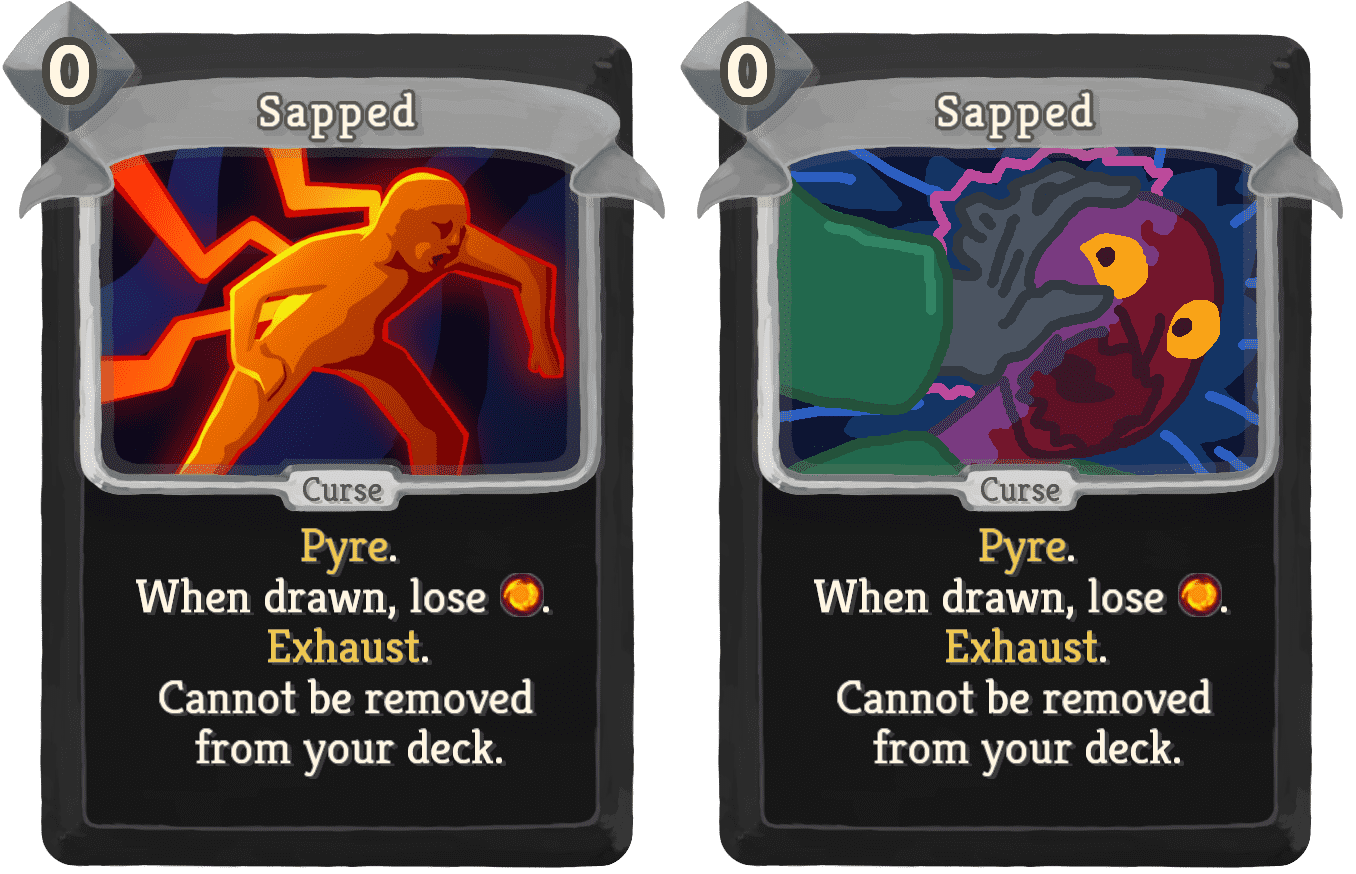 0
Sapped
Curse
Pyre.
When drawn, lose .
Exhaust.
Cannot be removed
from your deck.
0
Sapped
Curse
Pyre.
When drawn, lose .
Exhaust.
Cannot be removed
from your deck.